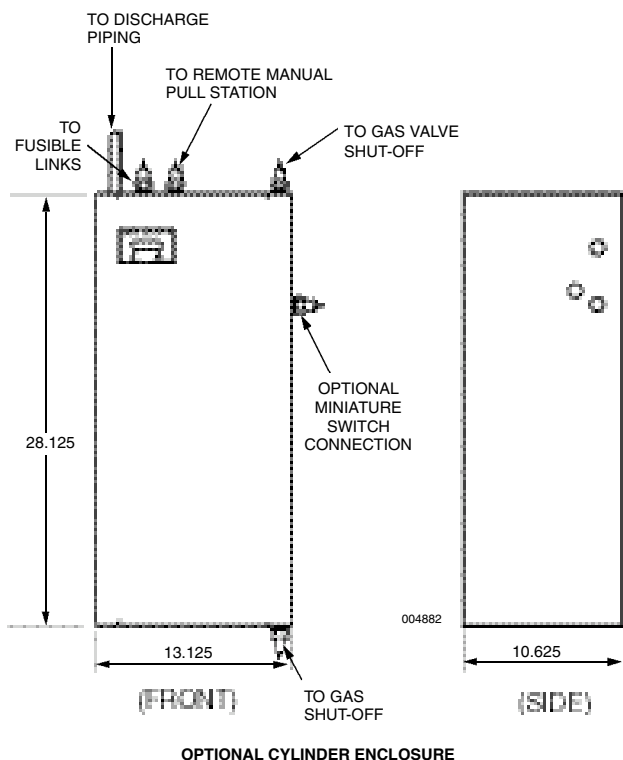 TO DISCHARGE
PIPING
TO REMOTE MANUAL
PULL STATION
TO
FUSIBLE
LINKS
TO GAS VALVE
SHUT-OFF
OPTIONAL
MINIATURE
SWITCH
CONNECTION
28.125
004882
13.125
10.625
(FRONT)
TO GAS
SHUT-OFF
(SIDE)
OPTIONAL CYLINDER ENCLOSURE